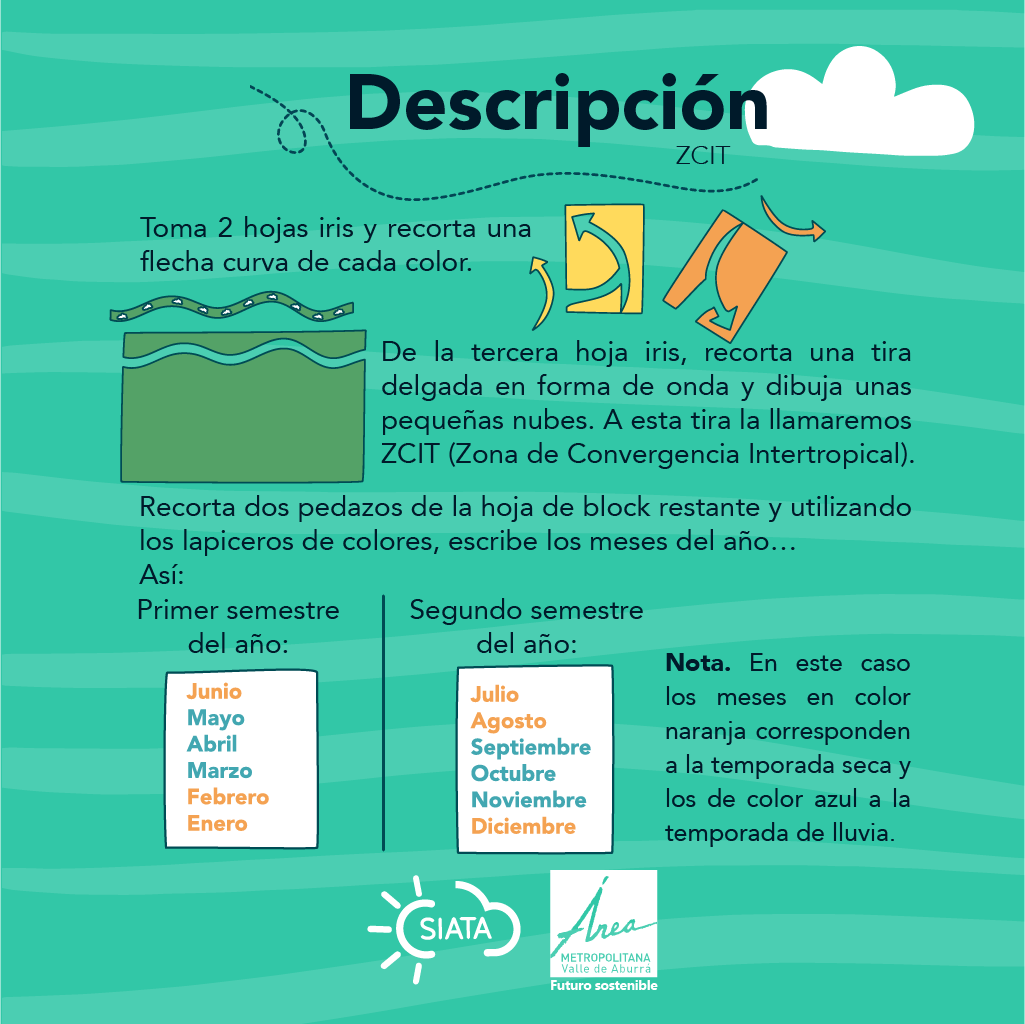 Descripción
ZCIT
Toma 2 hojas iris y recorta una
flecha curva de cada color.
De la tercera hoja iris, recorta una tira
delgada en forma de onda y dibuja unas
pequeñas nubes. A esta tira la llamaremos
ZCIT (Zona de Convergencia Intertropical).
Recorta dos pedazos de la hoja de block restante y utilizando
los lapiceros de colores, escribe los meses del año...
Así:
Primer semestre
del año:
Junio
Mayo
Abril
Marzo
Febrero
Enero
Segundo semestre
del año:
Julio
Agosto
Septiembre
Octubre
Noviembre
Diciembre
Nota. En este caso
los meses en color
naranja corresponden
a la temporada seca y
los de color azul a la
temporada de lluvia.
SIATA
Área
METROPOLITANA
Valle de Aburrá
Futuro sostenible